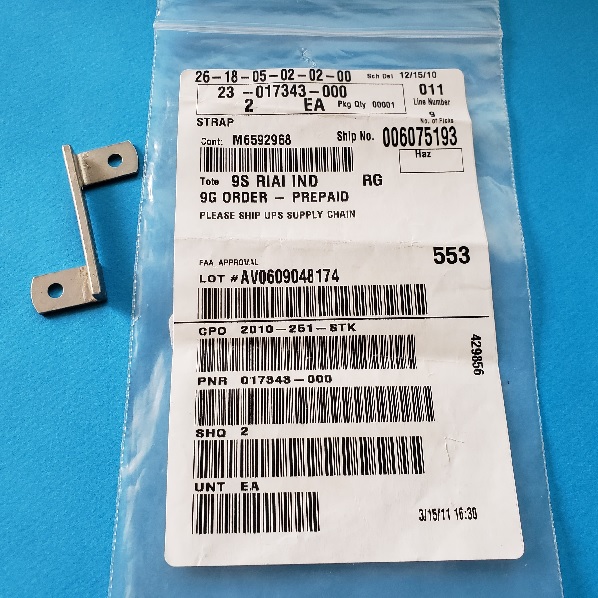 26-18-05-02-02-00 Sch Del 12/15/10
23 -017343-000 011
2 EA Pkg Qty 00001 Line Number
STRAP 9
No. of Picks
Cont: M6592968 Ship No. 006075193
Haz
Tote 9S RIAI IND RG
9G ORDER - PREPAID
PLEASE SHIP UPS SUPPLY CHAIN
FAA APPROVAL 553
LOT #AV0609048174
CPO 2010-251-STK
429856
PNR 017343-000
SHQ 2
UNT EA
3/15/11 16:30